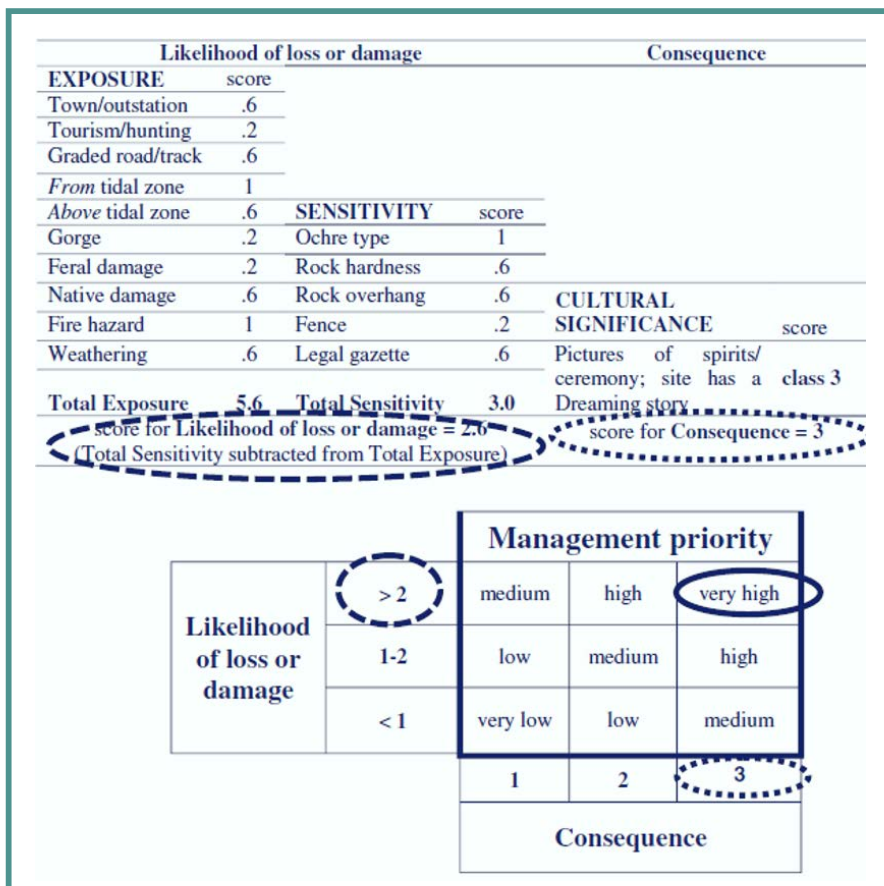 Likelihood of loss or damage Consequence
EXPOSURE score
Town/outstation .6
Tourism/hunting .2
Graded road/track .6
From tidal zone 1
Above tidal zone .6 SENSITIVITY score
Gorge .2 Ochre type 1
Feral damage .2 Rock hardness .6
Native damage .6 Rock overhang .6 CULTURAL
Fire hazard 1 Fence .2 SIGNIFICANCE score
Weathering .6 Legal gazette .6 Pictures of spirits/
ceremony; site has a class 3
Total Exposure 5.6 Total Sensitivity 3.0 Dreaming story
score for Likelihood of loss or damage = 2.6 score for Consequence = 3
(Total Sensitivity subtracted from Total Exposure)
Management priority
> 2 medium high very high
Likelihood
of loss or 1-2 low medium high
damage
< 1 very low low medium
1 2 3
Consequence